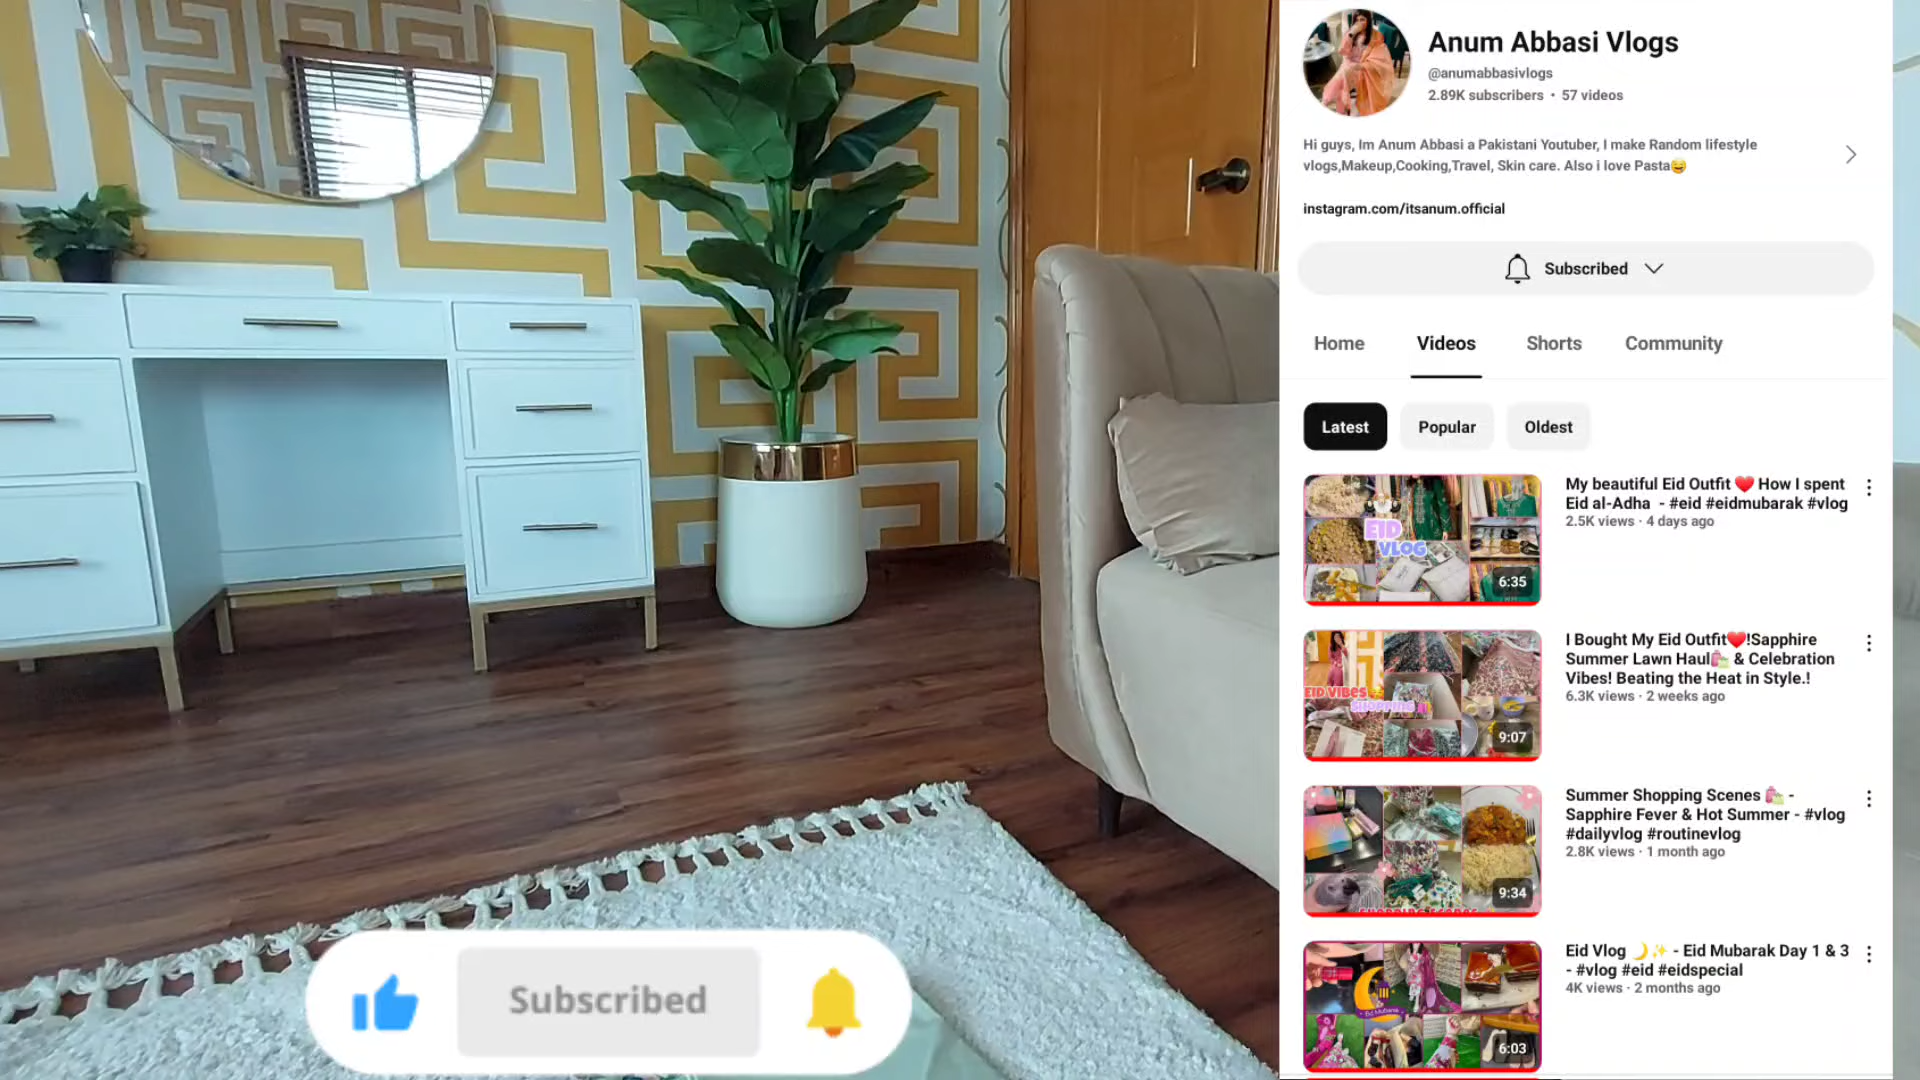 Anum Abbasi Vlogs
@anumabbasivlogs
2.89K subscribers • 57 videos
Hi guys, Im Anum Abbasi a Pakistani Youtuber, I make Random lifestyle
vlogs,Makeup,Cooking,Travel, Skin care. Also i love Pasta😅
instagram.com/itsanum.official
Subscribed
Home Videos Shorts Community
Latest Popular Oldest
My beautiful Eid Outfit ❤️ How I spent
Eid al-Adha - #eid #eidmubarak #vlog
2.5K views · 4 days ago
EID
VLOG
6:35
I Bought My Eid Outfit❤️!Sapphire
Summer Lawn Haul🛍️ & Celebration
Vibes! Beating the Heat in Style.!
6.3K views · 2 weeks ago
EID VIBES
SHOPPING
9:07
Summer Shopping Scenes 🛍️ -
Sapphire Fever & Hot Summer - #vlog
#dailyvlog #routinevlog
2.8K views · 1 month ago
9:34
Eid Vlog 🌙✨ - Eid Mubarak Day 1 & 3
- #vlog #eid #eidspecial
4K views · 2 months ago
Eid Mubarak
6:03
Subscribed